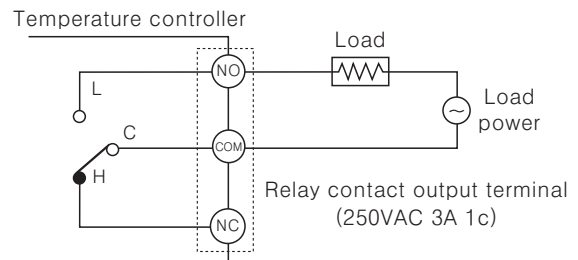 Temperature controller
NO
Load
L
Load
power
C
COM
H
Relay contact output terminal
(250VAC 3A 1c)
NC